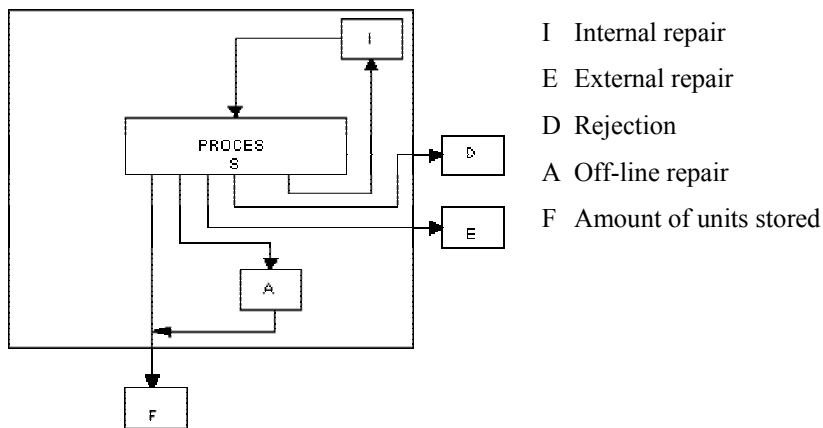 I
PROCES
S
D
E
A
F
I Internal repair
E External repair
D Rejection
A Off-line repair
F Amount of units stored